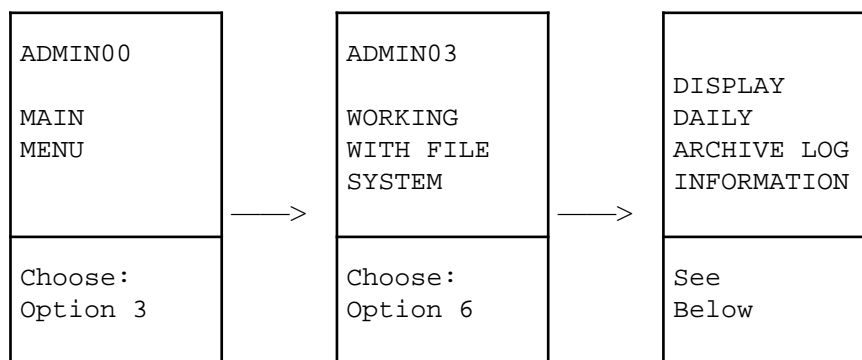 ADMIN00
MAIN
MENU
Choose:
Option 3
ADMIN03
WORKING
WITH FILE
SYSTEM
Choose:
Option 6
DISPLAY
DAILY
ARCHIVE LOG
INFORMATION
See
Below